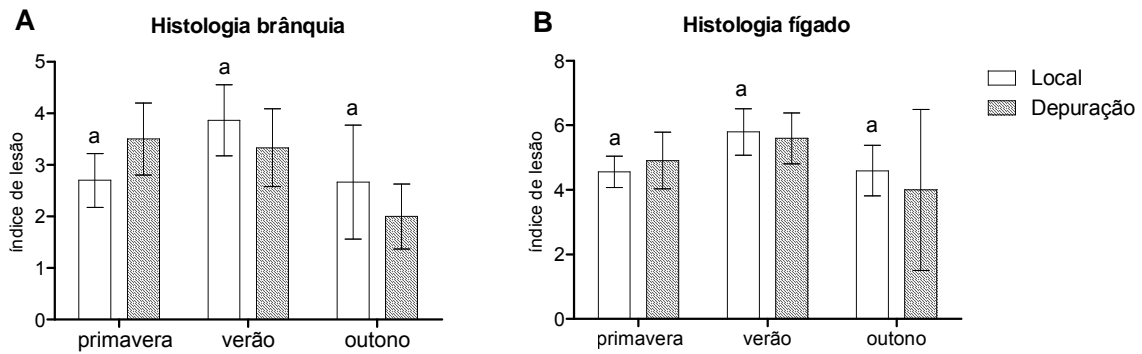 A
Histologia brânquia
índice de lesão
5
4
3
2
1
0
a
a
a
primavera
verão
outono
B
Histologia fígado
índice de lesão
8
6
4
2
0
a
a
a
primavera
verão
outono
Local
Depuração